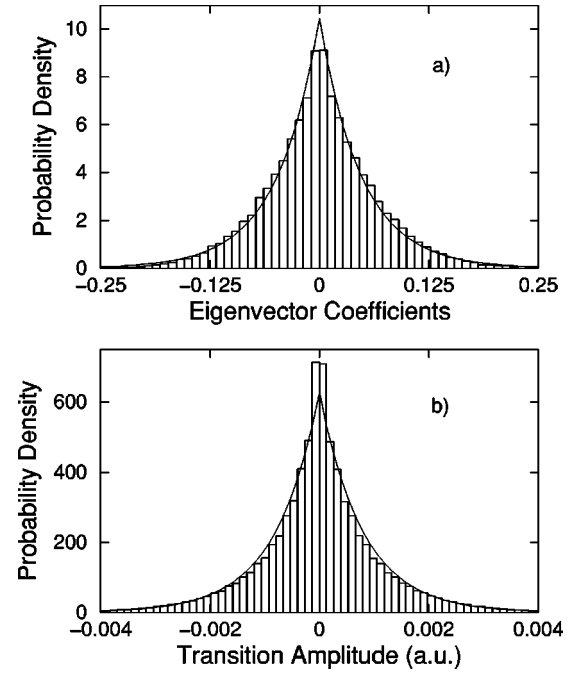 10
8
6
4
2
0
Probability Density
a)
-0.25 -0.125 0 0.125 0.25
Eigenvector Coefficients
600
400
200
0
Probability Density
b)
-0.004 -0.002 0 0.002 0.004
Transition Amplitude (a.u.)